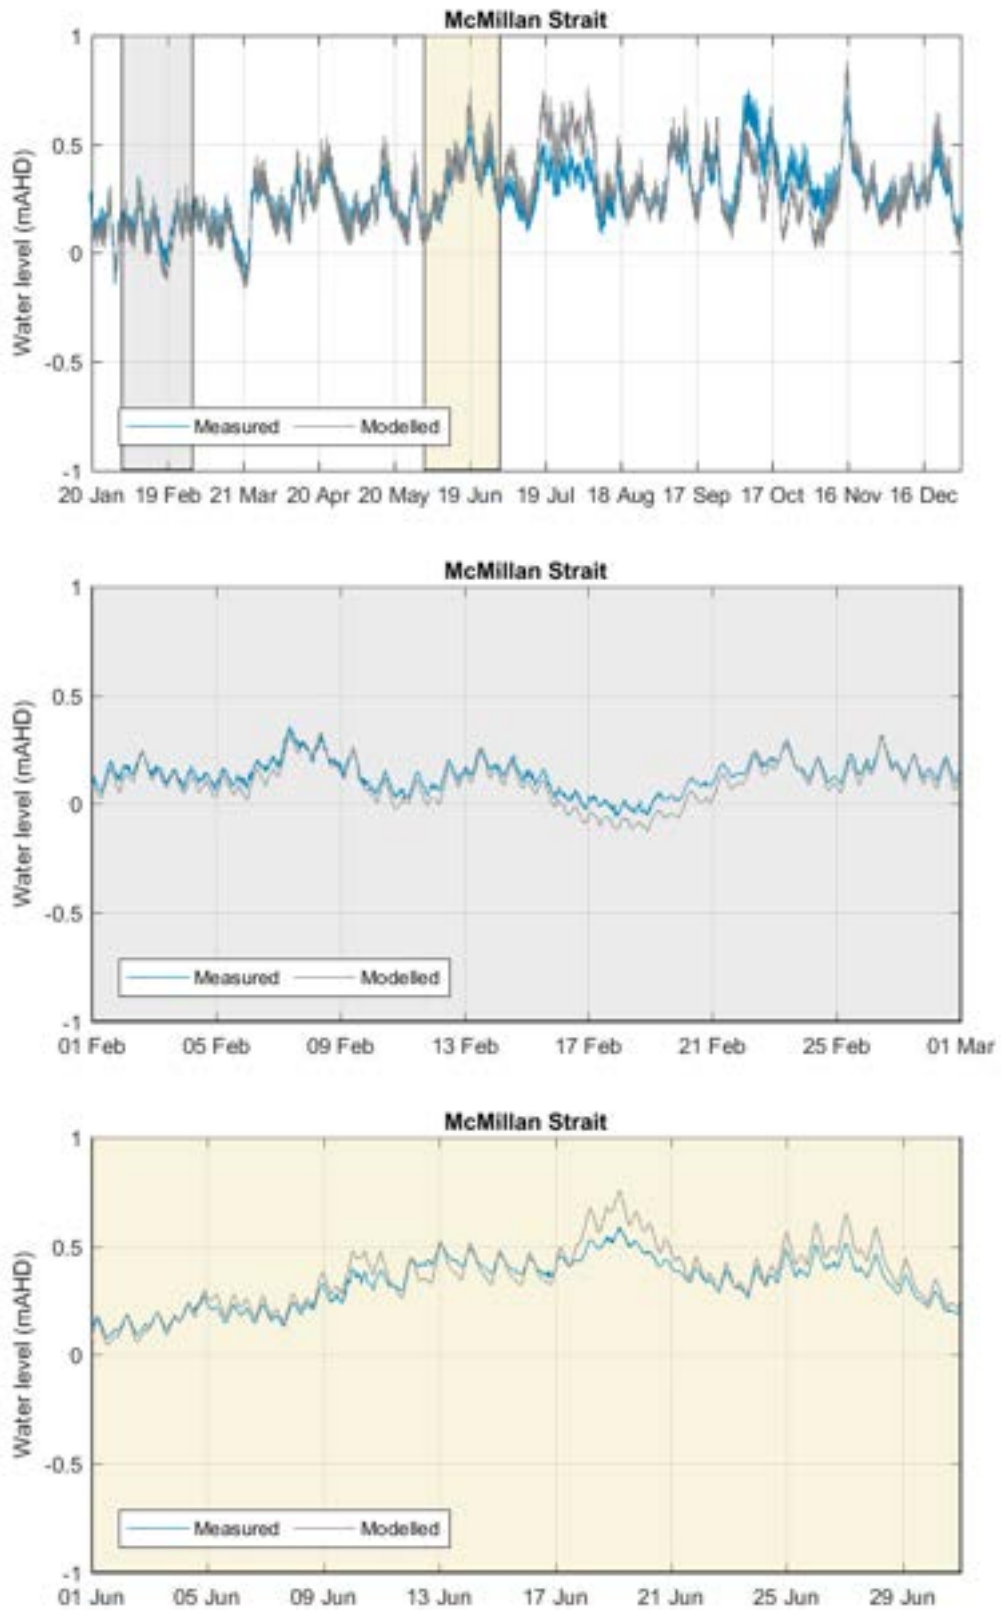 McMillan Strait
1
0.5
0
-0.5
-1
Water level (mAHD)
Measured Modelled
20 Jan 19 Feb 21 Mar 20 Apr 20 May 19 Jun 19 Jul 18 Aug 17 Sep 17 Oct 16 Nov 16 Dec
McMillan Strait
1
0.5
0
-0.5
-1
Water level (mAHD)
Measured Modelled
01 Feb 05 Feb 09 Feb 13 Feb 17 Feb 21 Feb 25 Feb 01 Mar
McMillan Strait
1
0.5
0
-0.5
-1
Water level (mAHD)
Measured Modelled
01 Jun 05 Jun 09 Jun 13 Jun 17 Jun 21 Jun 25 Jun 29 Jun